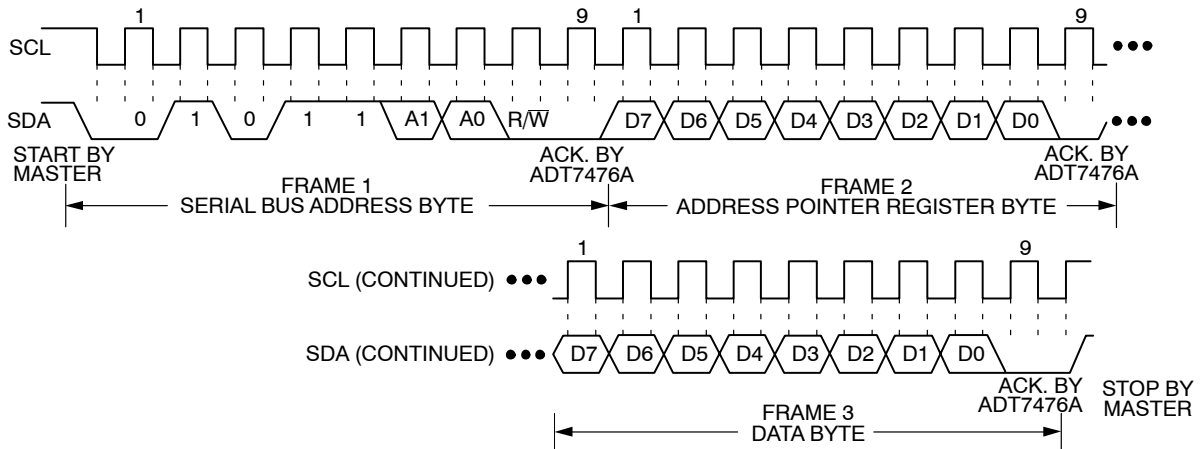 1 9 1 9
SCL
SDA 0 1 0 1 1 A1 A0 R/W̅ D7 D6 D5 D4 D3 D2 D1 D0
START BY
MASTER
ACK. BY
ADT7476A
ACK. BY
ADT7476A
FRAME 1
SERIAL BUS ADDRESS BYTE
FRAME 2
ADDRESS POINTER REGISTER BYTE
1 9
SCL (CONTINUED)
SDA (CONTINUED) D7 D6 D5 D4 D3 D2 D1 D0
ACK. BY
ADT7476A
STOP BY
MASTER
FRAME 3
DATA BYTE